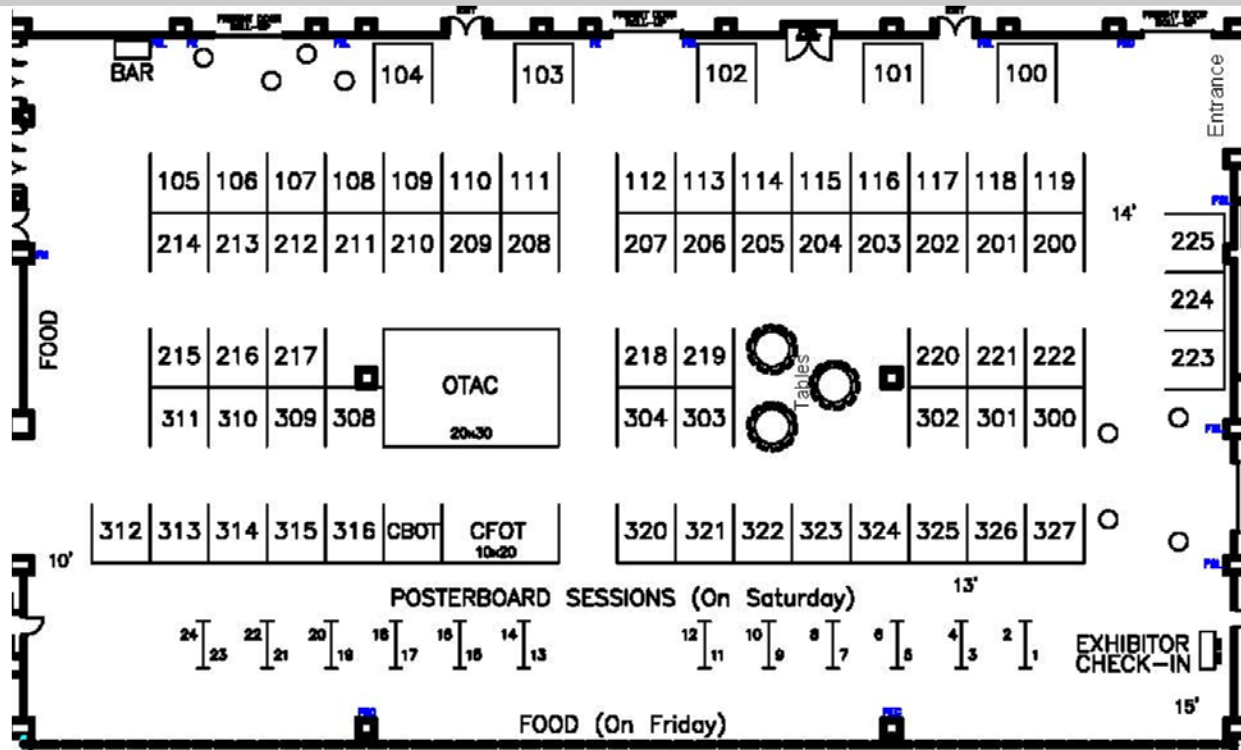 EXIT
EXIT
BAR
104
103
102
101
100
Entrance
105 106 107 108 109 110 111
112 113 114 115 116 117 118 119
14'
214 213 212 211 210 209 208
207 206 205 204 203 202 201 200
225
224
223
FOOD
215 216 217
OTAC
20x30
218 219
Tables
220 221 222
311 310 309 308
304 303
302 301 300
312 313 314 315 316 CBOT CFOT
10x20
320 321 322 323 324 325 326 327
10'
13'
POSTERBOARD SESSIONS (On Saturday)
24 22 20 18 16 14
23 21 19 17 15 13
12 10 8 6 4 2
11 9 7 5 3 1
EXHIBITOR
CHECK-IN
15'
FOOD (On Friday)